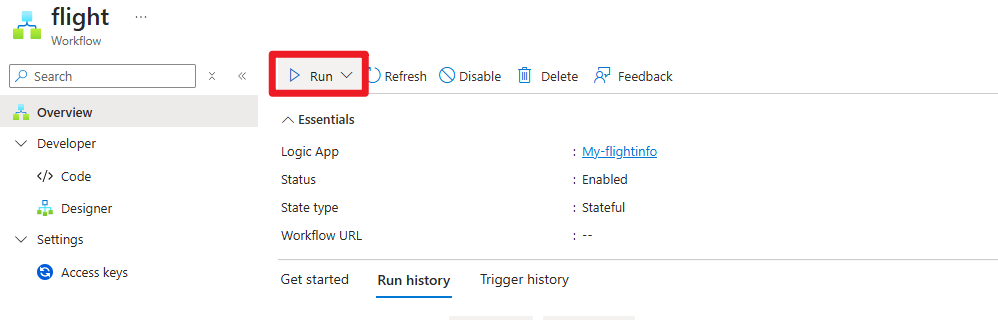 flight ...
Workflow
Search
Run Refresh Disable Delete Feedback
Overview
Essentials
Developer
Logic App : My-flightinfo
Code
Status : Enabled
Designer
State type : Stateful
Settings
Workflow URL : --
Access keys
Get started Run history Trigger history